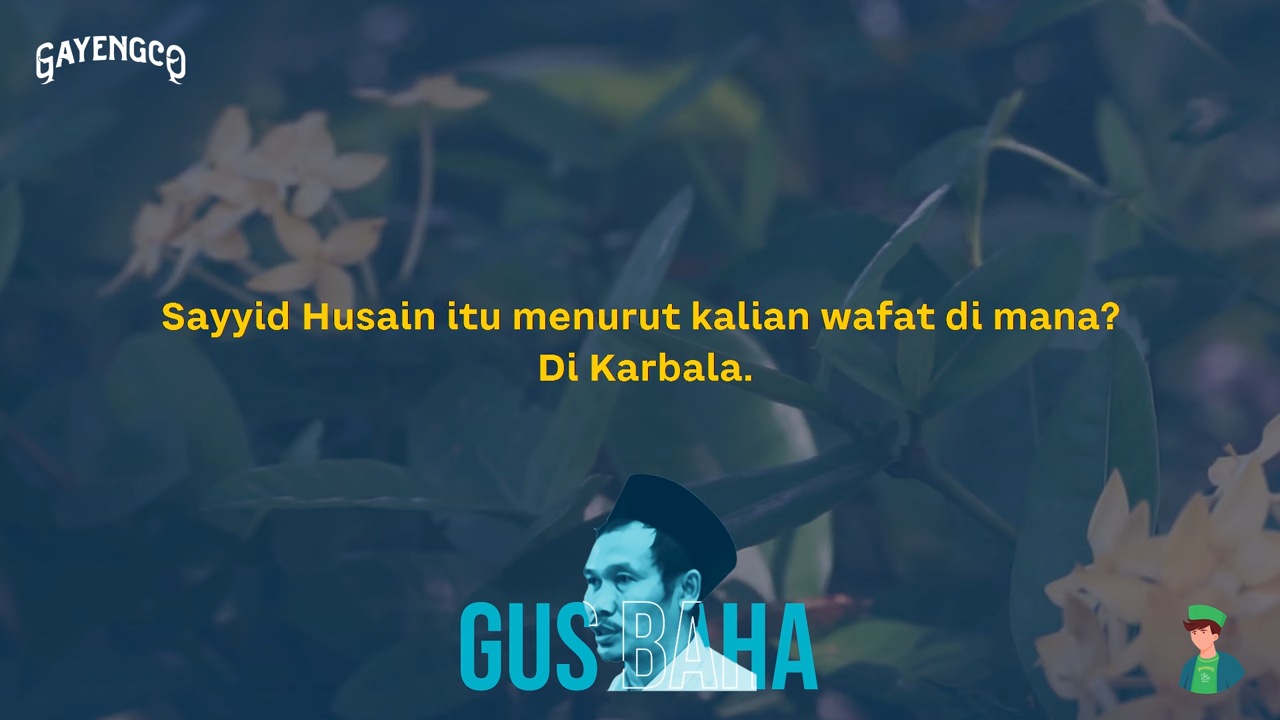 GAYENGCO
Sayyid Husain itu menurut kalian wafat di mana?
Di Karbala.
GUS BAHA